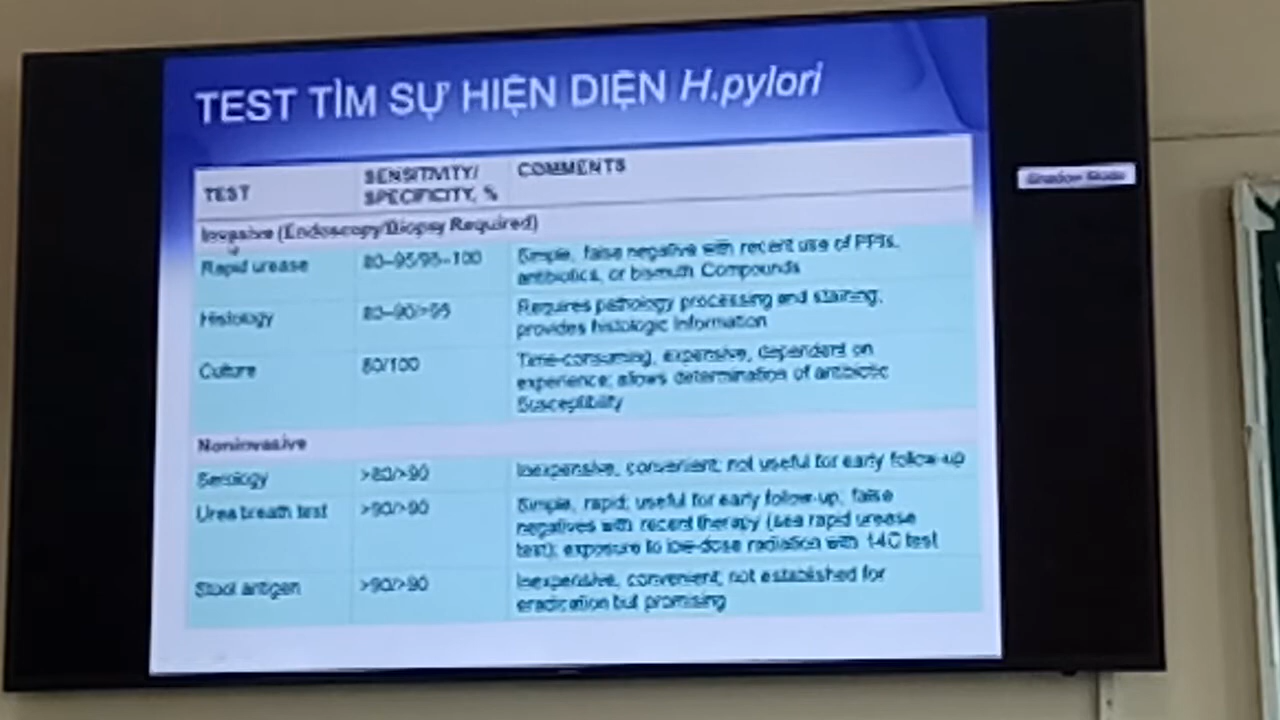 TEST TÌM SỰ HIỆN DIỆN H.pylori
TEST
SENSITIVITY/
SPECIFICITY, %
COMMENTS
Invasive (Endoscopy/Biopsy Required)
Rapid urease
80–95/95–100
Simple, false negative with recent use of PPIs,
antibiotics, or bismuth Compounds
Histology
80–90/>95
Requires pathology processing and staining;
provides histologic information
Culture
Time-consuming, expensive, dependent on
experience; allows determination of antibiotic
Susceptibility
Noninvasive
Serology
>80/>90
Inexpensive, convenient; not useful for early follow-up
Urea breath test
>90/>90
Simple, rapid; useful for early follow-up; false
negatives with recent therapy (see rapid urease
test); exposure to low-dose radiation with 14C test
Stool antigen
>90/>90
Inexpensive, convenient; not established for
eradication but promising